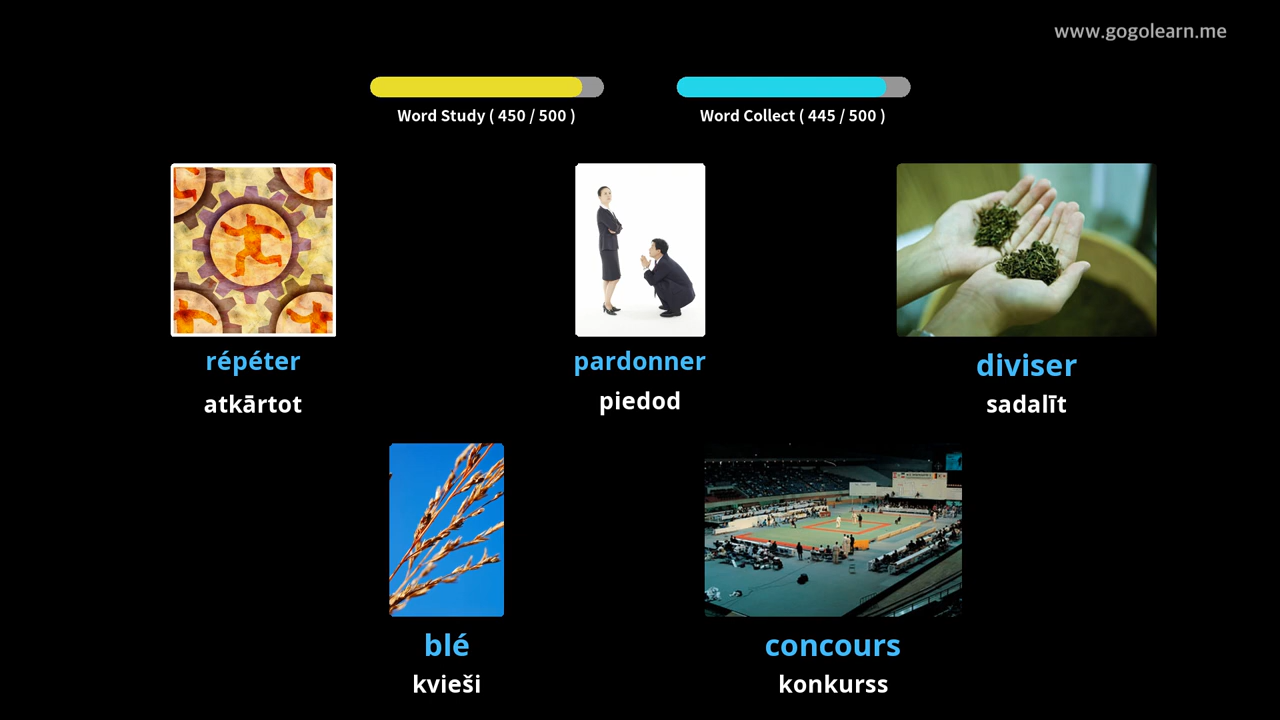 www.gogolearn.me
Word Study ( 450 / 500 )
Word Collect ( 445 / 500 )
répéter
atkārtot
pardonner
piedod
diviser
sadalīt
blé
kvieši
concours
konkurss